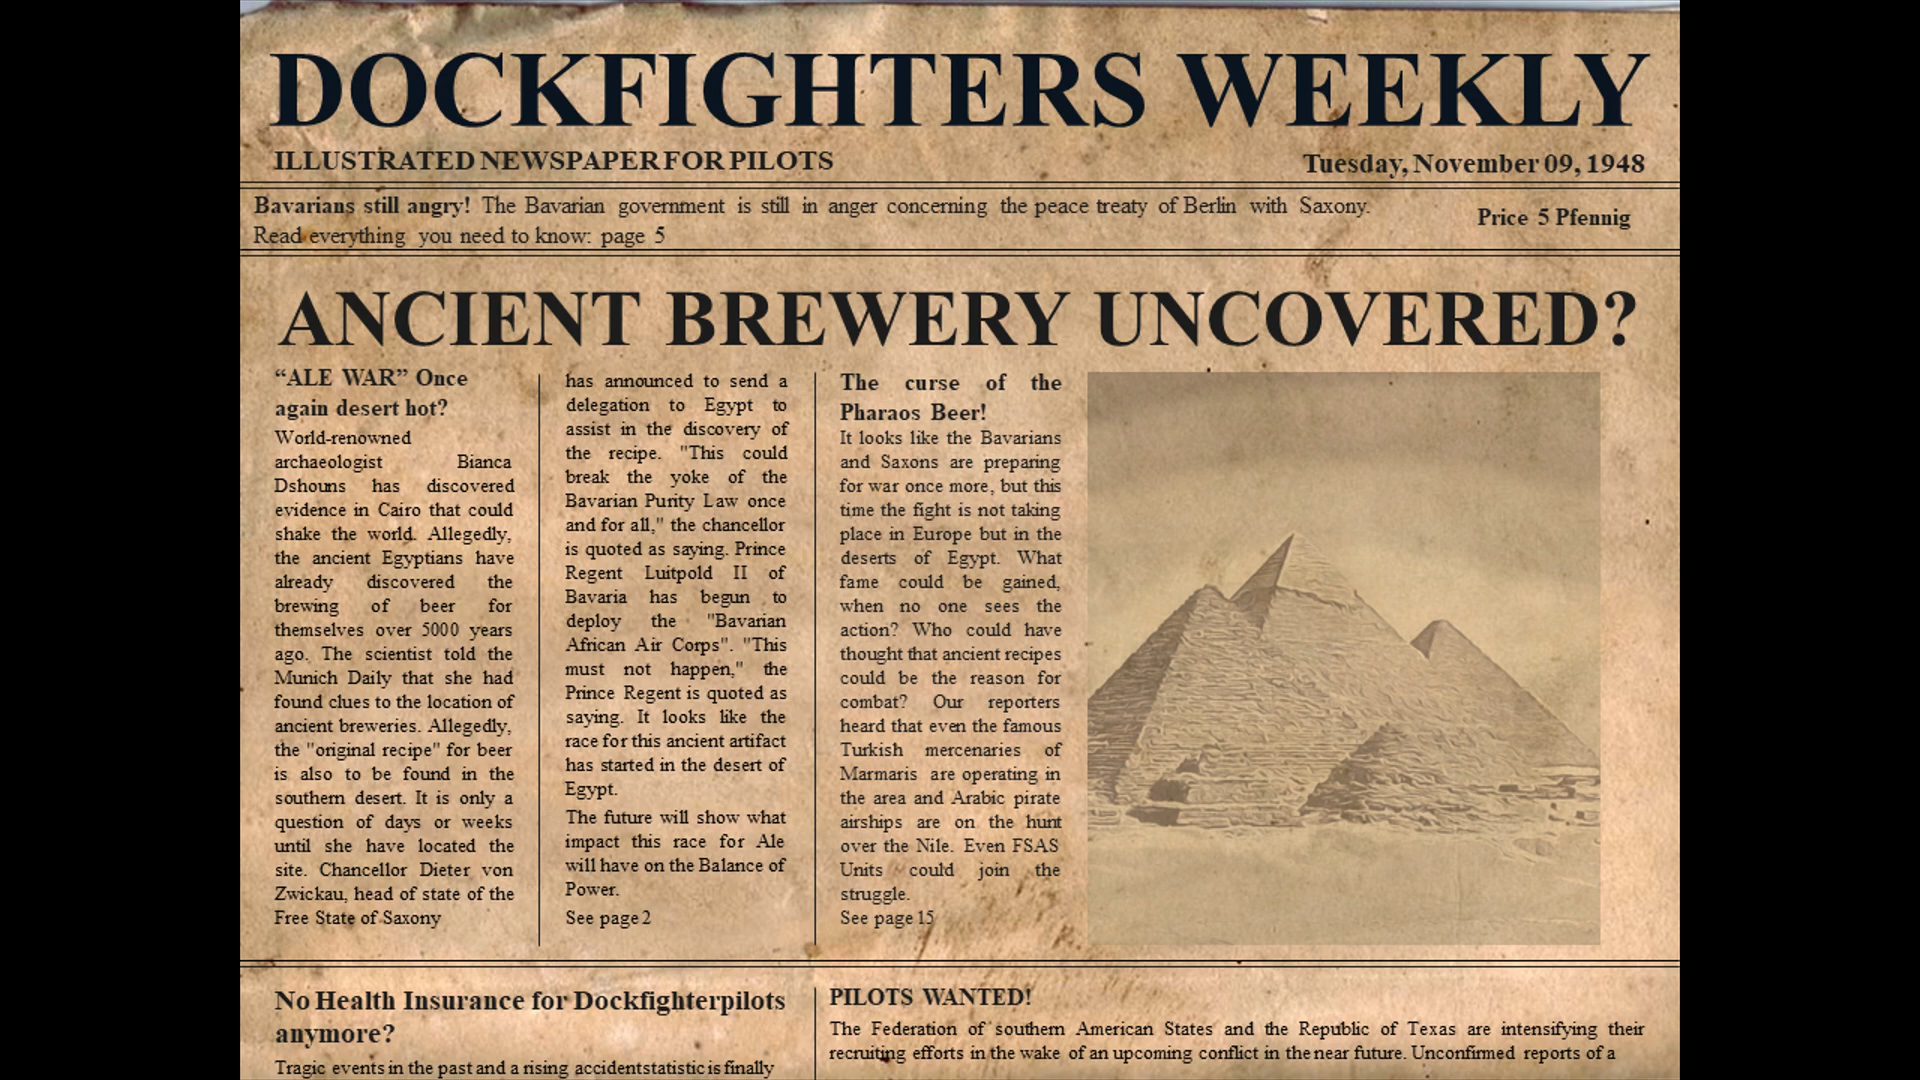 DOCKFIGHTERS WEEKLY
ILLUSTRATED NEWSPAPER FOR PILOTS
Tuesday, November 09, 1948
Bavarians still angry! The Bavarian government is still in anger concerning the peace treaty of Berlin with Saxony.
Read everything you need to know: page 5
Price 5 Pfennig
ANCIENT BREWERY UNCOVERED?
“ALE WAR” Once
again desert hot?
World-renowned
archaeologist Bianca
Dshouns has discovered
evidence in Cairo that could
shake the world. Allegedly,
the ancient Egyptians have
already discovered the
brewing of beer for
themselves over 5000 years
ago. The scientist told the
Munich Daily that she had
found clues to the location of
ancient breweries. Allegedly,
the "original recipe" for beer
is also to be found in the
southern desert. It is only a
question of days or weeks
until she have located the
site. Chancellor Dieter von
Zwickau, head of state of the
Free State of Saxony
has announced to send a
delegation to Egypt to
assist in the discovery of
the recipe. "This could
break the yoke of the
Bavarian Purity Law once
and for all," the chancellor
is quoted as saying. Prince
Regent Luitpold II of
Bavaria has begun to
deploy the "Bavarian
African Air Corps". "This
must not happen," the
Prince Regent is quoted as
saying. It looks like the
race for this ancient artifact
has started in the desert of
Egypt.
The future will show what
impact this race for Ale
will have on the Balance of
Power.
See page 2
The curse of the
Pharaos Beer!
It looks like the Bavarians
and Saxons are preparing
for war once more, but this
time the fight is not taking
place in Europe but in the
deserts of Egypt. What
fame could be gained,
when no one sees the
action? Who could have
thought that ancient recipes
could be the reason for
combat? Our reporters
heard that even the famous
Turkish mercenaries of
Marmaris are operating in
the area and Arabic pirate
airships are on the hunt
over the Nile. Even FSAS
Units could join the
struggle.
See page 15
No Health Insurance for Dockfighterpilots
anymore?
Tragic events in the past and a rising accidentstatistic is finally
PILOTS WANTED!
The Federation of southern American States and the Republic of Texas are intensifying their
recruiting efforts in the wake of an upcoming conflict in the near future. Unconfirmed reports of a